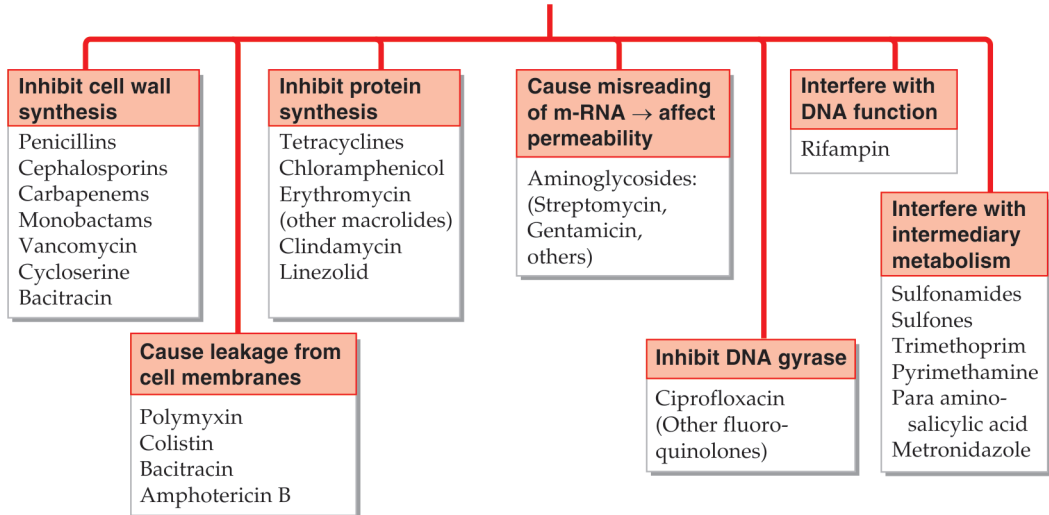 Inhibit cell wall
synthesis
Penicillins
Cephalosporins
Carbapenems
Monobactams
Vancomycin
Cycloserine
Bacitracin
Cause leakage from
cell membranes
Polymyxin
Colistin
Bacitracin
Amphotericin B
Inhibit protein
synthesis
Tetracyclines
Chloramphenicol
Erythromycin
(other macrolides)
Clindamycin
Linezolid
Cause misreading
of m-RNA → affect
permeability
Aminoglycosides:
(Streptomycin,
Gentamicin,
others)
Inhibit DNA gyrase
Ciprofloxacin
(Other fluoro-
quinolones)
Interfere with
DNA function
Rifampin
Interfere with
intermediary
metabolism
Sulfonamides
Sulfones
Trimethoprim
Pyrimethamine
Para amino-
salicylic acid
Metronidazole